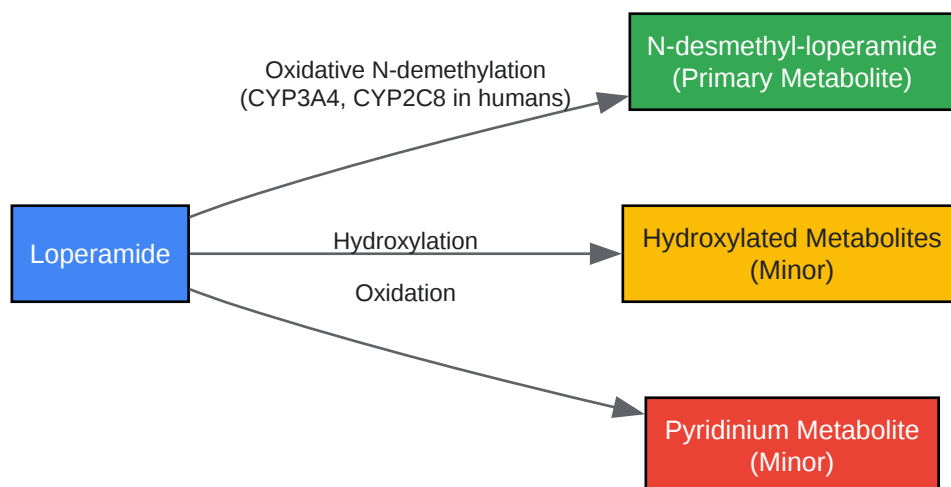 N-desmethyl-loperamide
(Primary Metabolite)
Oxidative N-demethylation
(CYP3A4, CYP2C8 in humans)
Loperamide
Hydroxylation
Hydroxylated Metabolites
(Minor)
Oxidation
Pyridinium Metabolite
(Minor)